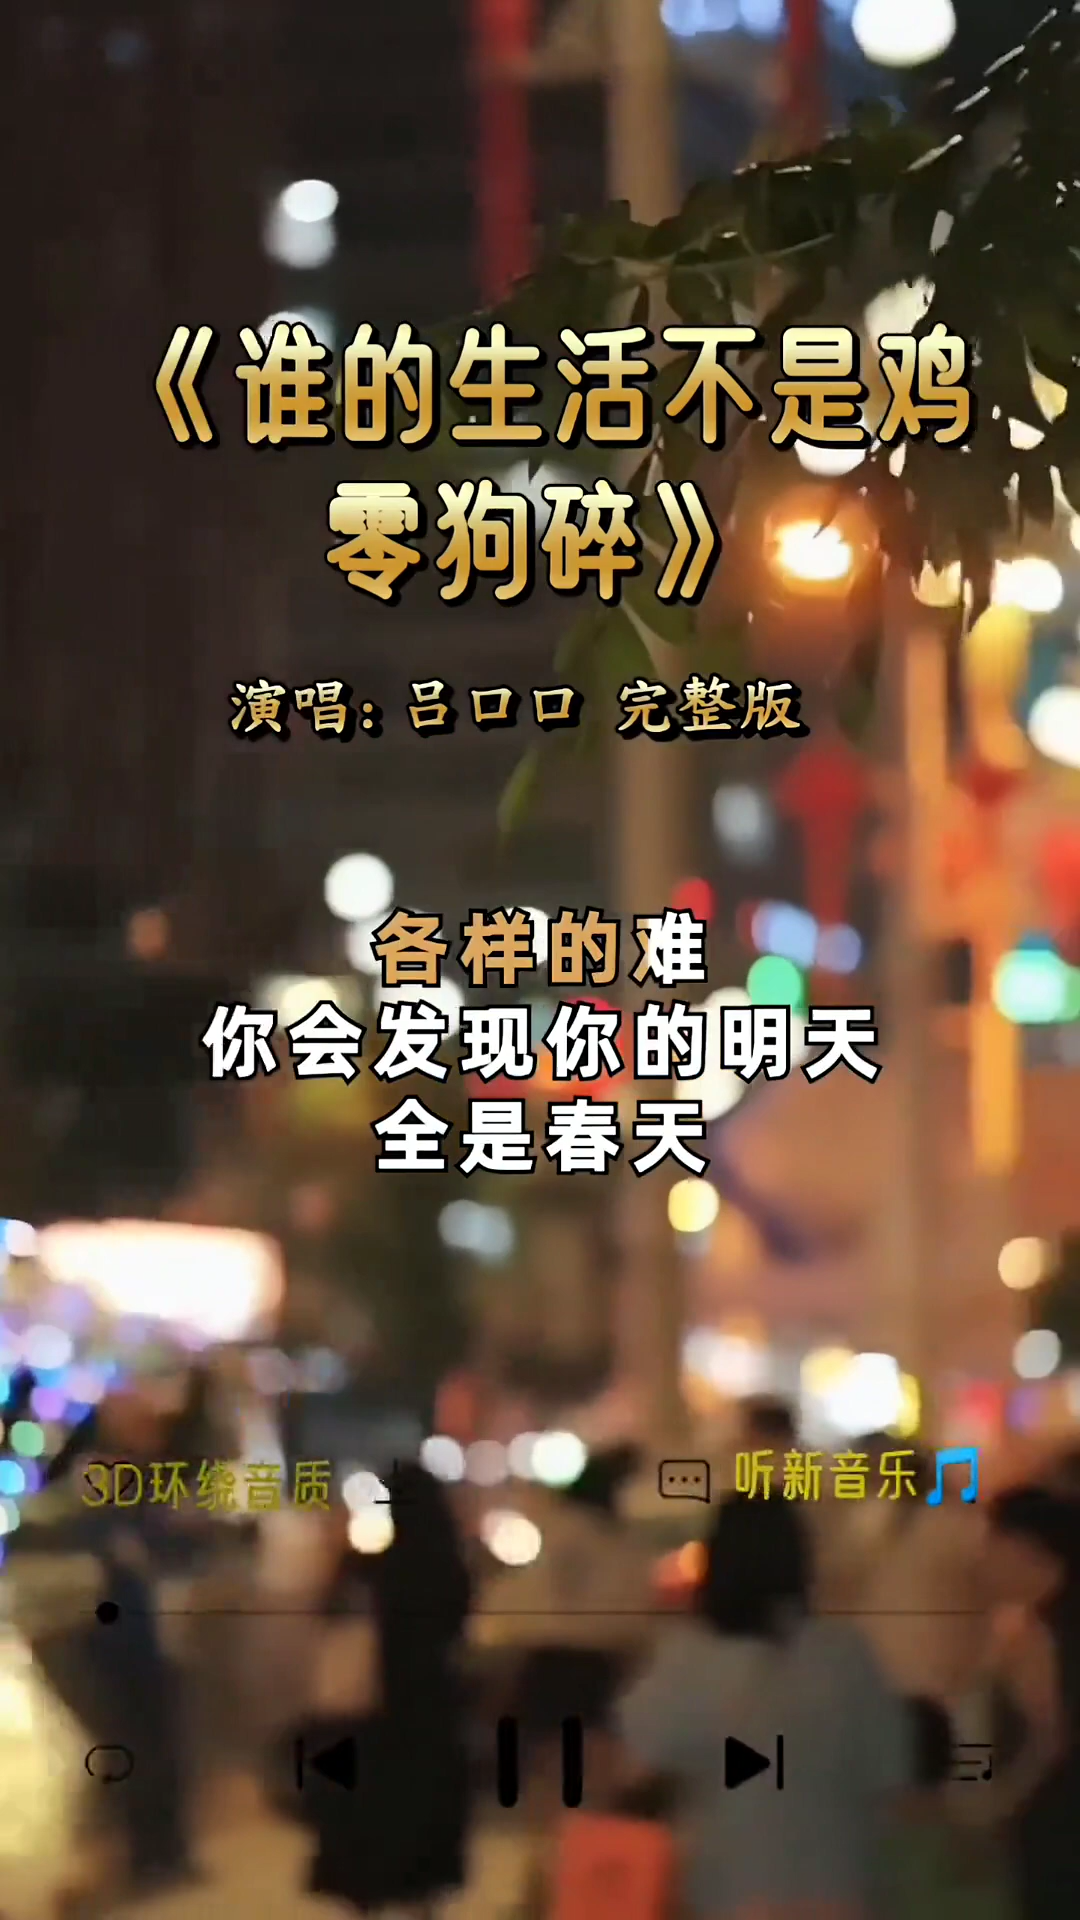 《谁的生活不是鸡
零狗碎》
演唱: 吕口口 完整版
各样的难
你会发现你的明天
全是春天
3D环绕音质
听新音乐